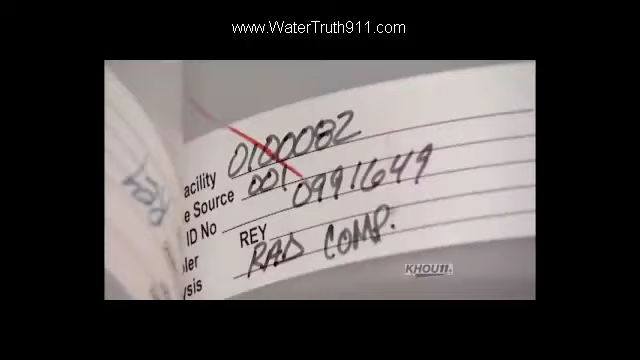 www.WaterTruth911.com
acility 0100082
e Source 001
ID No 0991649
ler REY
ysis RAD COMP.
KHOU11